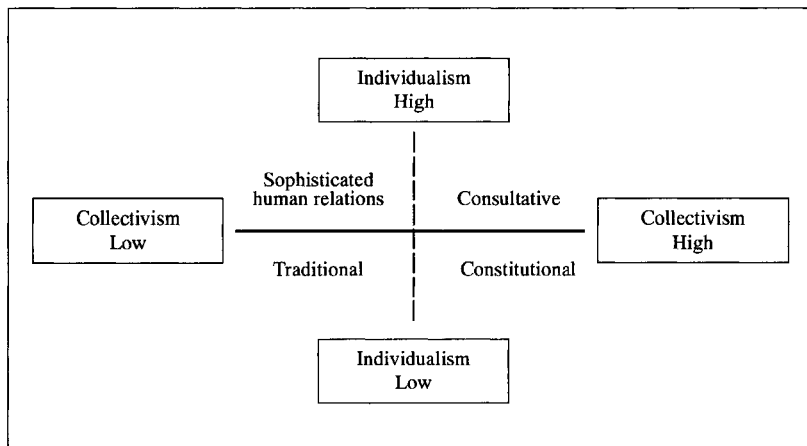 Individualism
High
Sophisticated
human relations
Consultative
Collectivism
Low
Collectivism
High
Traditional
Constitutional
Individualism
Low